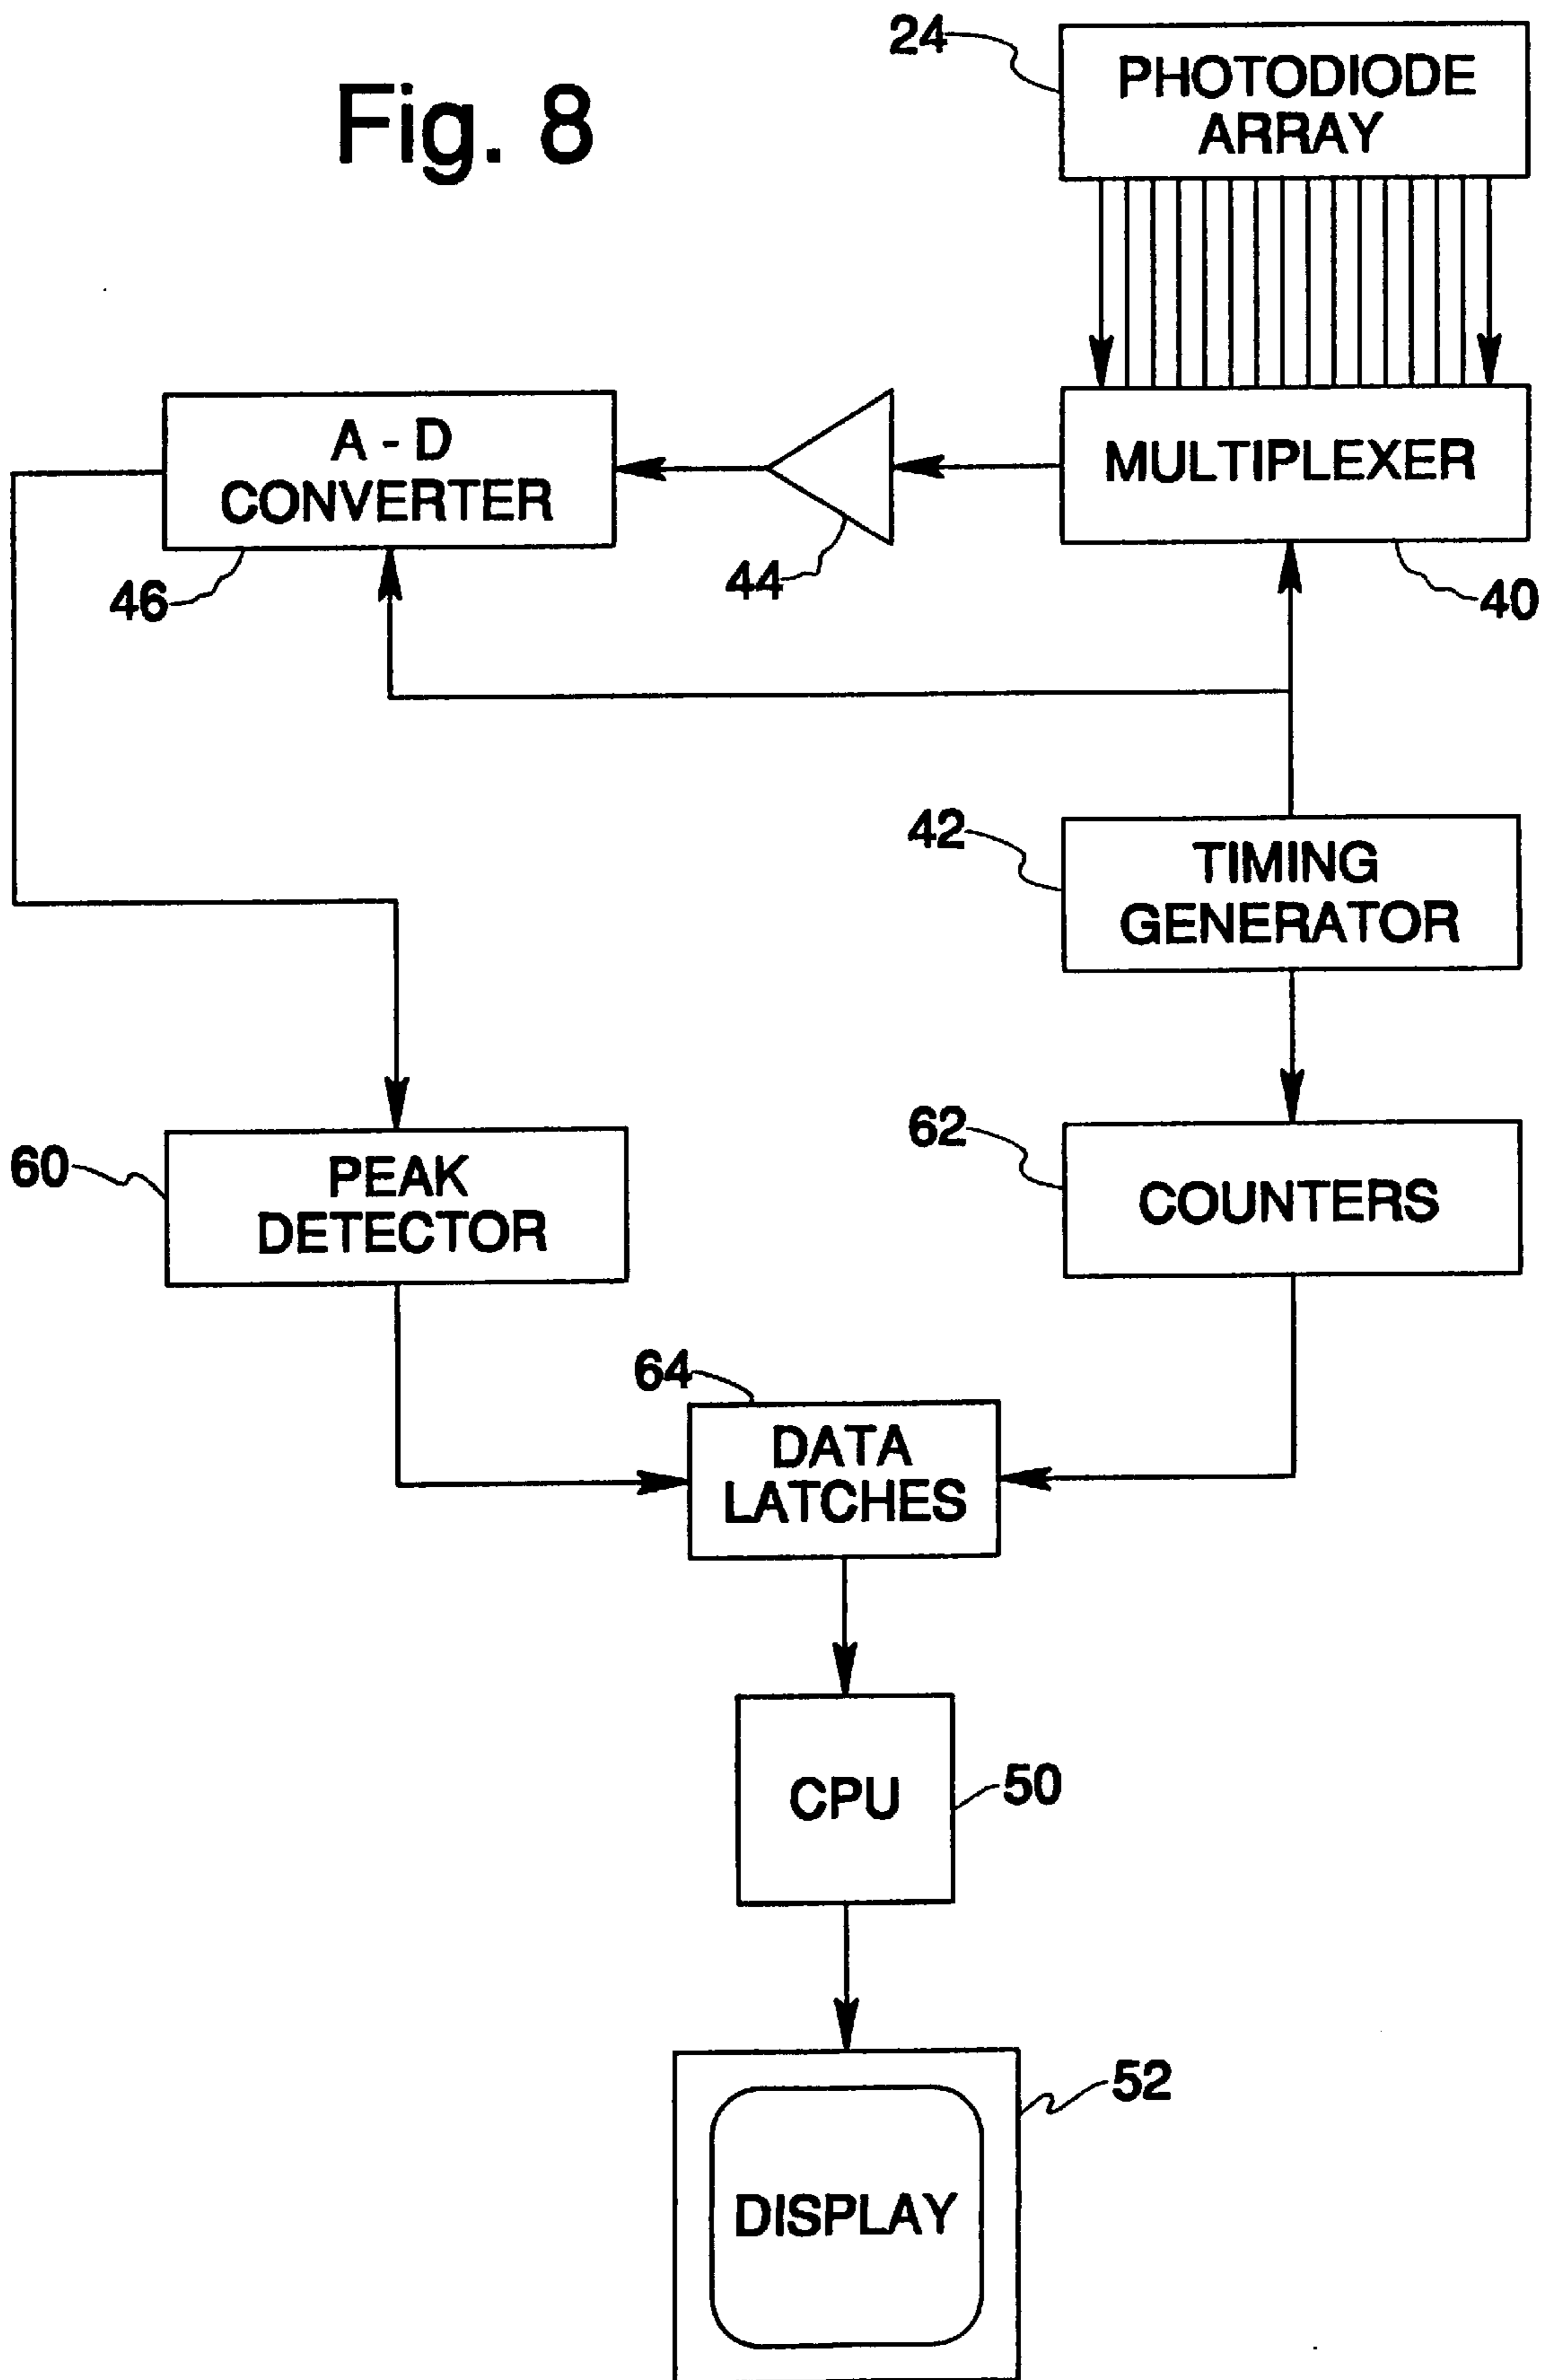 Fig. 8
24
PHOTODIODE
ARRAY
A - D
CONVERTER
MULTIPLEXER
46
44
40
42
TIMING
GENERATOR
60
PEAK
DETECTOR
62
COUNTERS
64
DATA
LATCHES
CPU
50
52
DISPLAY